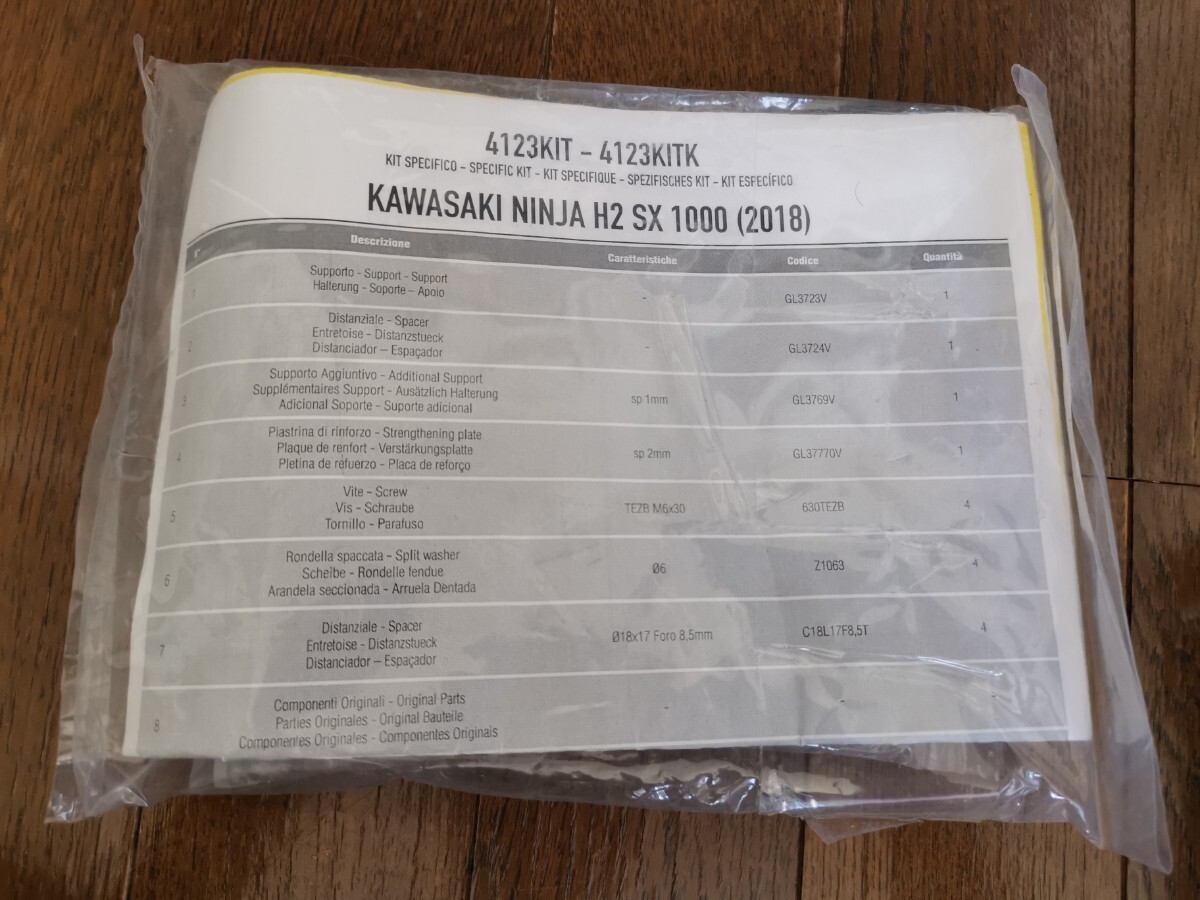 4123KIT – 4123KITK
KIT SPECIFICO – SPECIFIC KIT - KIT SPECIFIQUE – SPEZIFISCHES KIT - KIT ESPECÍFICO
KAWASAKI NINJA H2 SX 1000 (2018)
Descrizione Caratteristiche Codice Quantità
1 Supporto - Support - Support
Halterung - Soporte – Apoio
- GL3723V 1
2 Distanziale - Spacer
Entretoise - Distanzstueck
Distanciador – Espaçador
- GL3724V 1
3 Supporto Aggiuntivo – Additional Support
Supplémentaires Support - Ausätzlich Halterung
Adicional Soporte - Suporte adicional
sp 1mm GL3769V 1
4 Piastrina di rinforzo - Strengthening plate
Plaque de renfort - Verstärkungsplatte
Pletina de refuerzo - Placa de reforço
sp 2mm GL37770V 1
5 Vite – Screw
Vis – Schraube
Tornillo - Parafuso
TEZB M6x30 630TEZB 4
6 Rondella spaccata – Split washer
Scheibe - Rondelle fendue
Arandela seccionada - Arruela Dentada
Ø6 Z1063 4
7 Distanziale - Spacer
Entretoise - Distanzstueck
Distanciador – Espaçador
Ø18x17 Foro 8,5mm C18L17F8,5T 4
8 Componenti Originali - Original Parts
Parties Originales - Original Bauteile
Componentes Originales - Componentes Originais
- - -